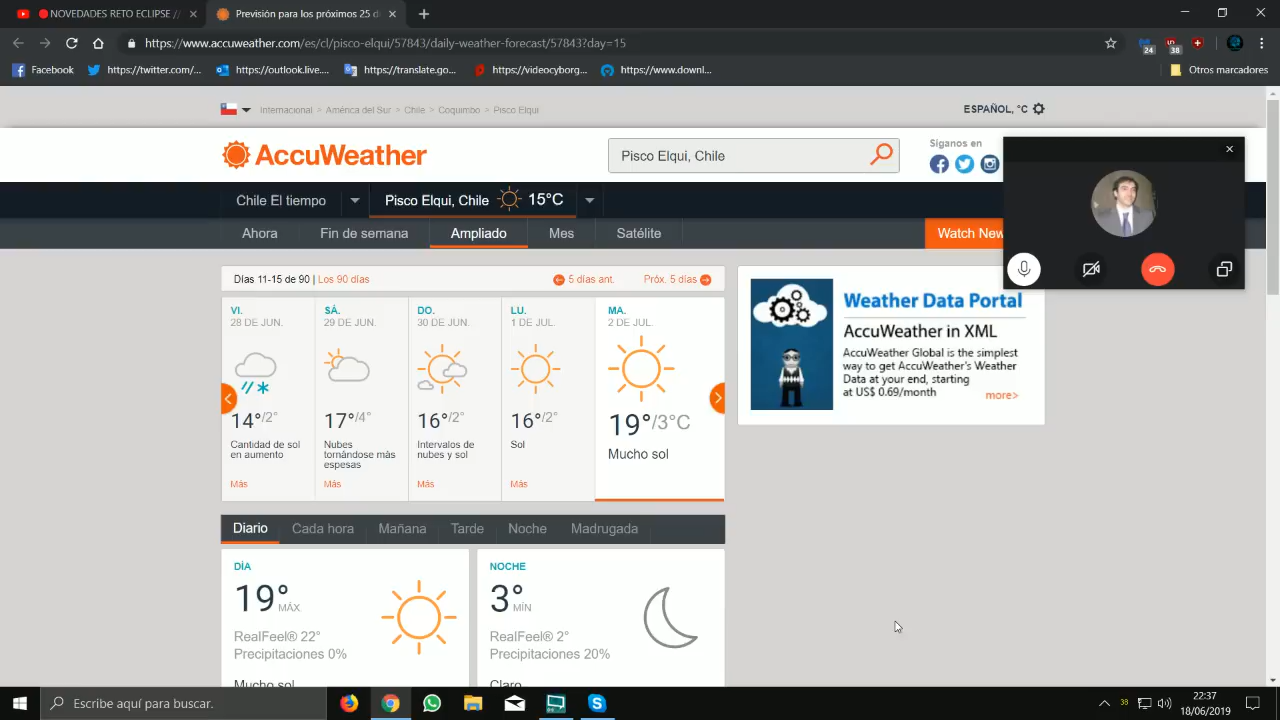 NOVEDADES RETO ECLIPSE //
Previsión para los próximos 25 d
https://www.accuweather.com/es/cl/pisco-elqui/57843/daily-weather-forecast/57843?day=15
24
38
Facebook
https://twitter.com/...
https://outlook.live....
https://translate.go...
https://videocyborg...
https://www.downl...
Otros marcadores
Internacional > América del Sur > Chile > Coquimbo > Pisco Elqui
ESPAÑOL, °C
AccuWeather
Pisco Elqui, Chile
Síganos en
Chile El tiempo
Pisco Elqui, Chile 15°C
Ahora
Fin de semana
Ampliado
Mes
Satélite
Watch New
Días 11-15 de 90 | Los 90 días
5 días ant.
Próx. 5 días
VI.
28 DE JUN.
14°/2°
Cantidad de sol
en aumento
Más
SÁ.
29 DE JUN.
17°/4°
Nubes
tornándose más
espesas
Más
DO.
30 DE JUN.
16°/2°
Intervalos de
nubes y sol
Más
LU.
1 DE JUL.
16°/2°
Sol
Más
MA.
2 DE JUL.
19°/3°C
Mucho sol
Weather Data Portal
AccuWeather in XML
AccuWeather Global is the simplest
way to get AccuWeather's Weather
Data at your end, starting
at US$ 0.69/month
more>
Diario
Cada hora
Mañana
Tarde
Noche
Madrugada
DÍA
19° MÁX
RealFeel® 22°
Precipitaciones 0%
Mucho sol
NOCHE
3° MÍN
RealFeel® 2°
Precipitaciones 20%
Claro
Escribe aquí para buscar.
38
22:37
18/06/2019